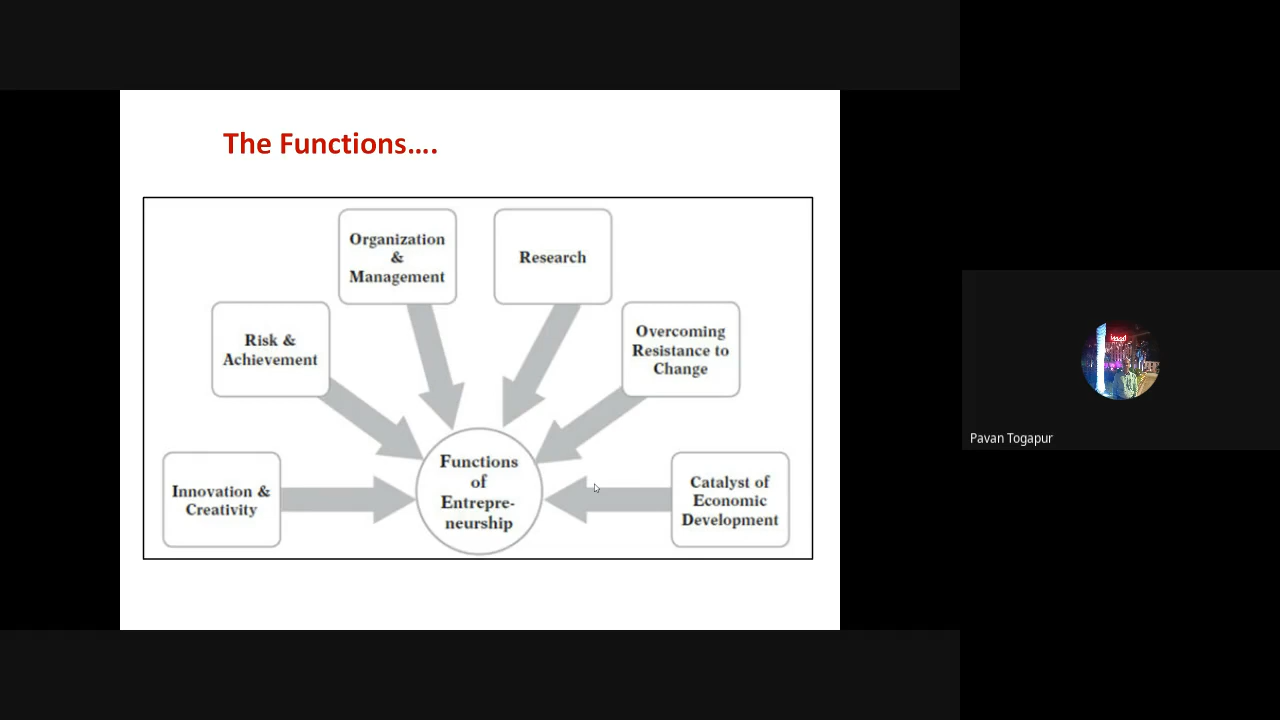 The Functions....
Organization
&
Management
Research
Risk &
Achievement
Overcoming
Resistance to
Change
Innovation &
Creativity
Functions
of
Entrepre-
neurship
Catalyst of
Economic
Development
Pavan Togapur